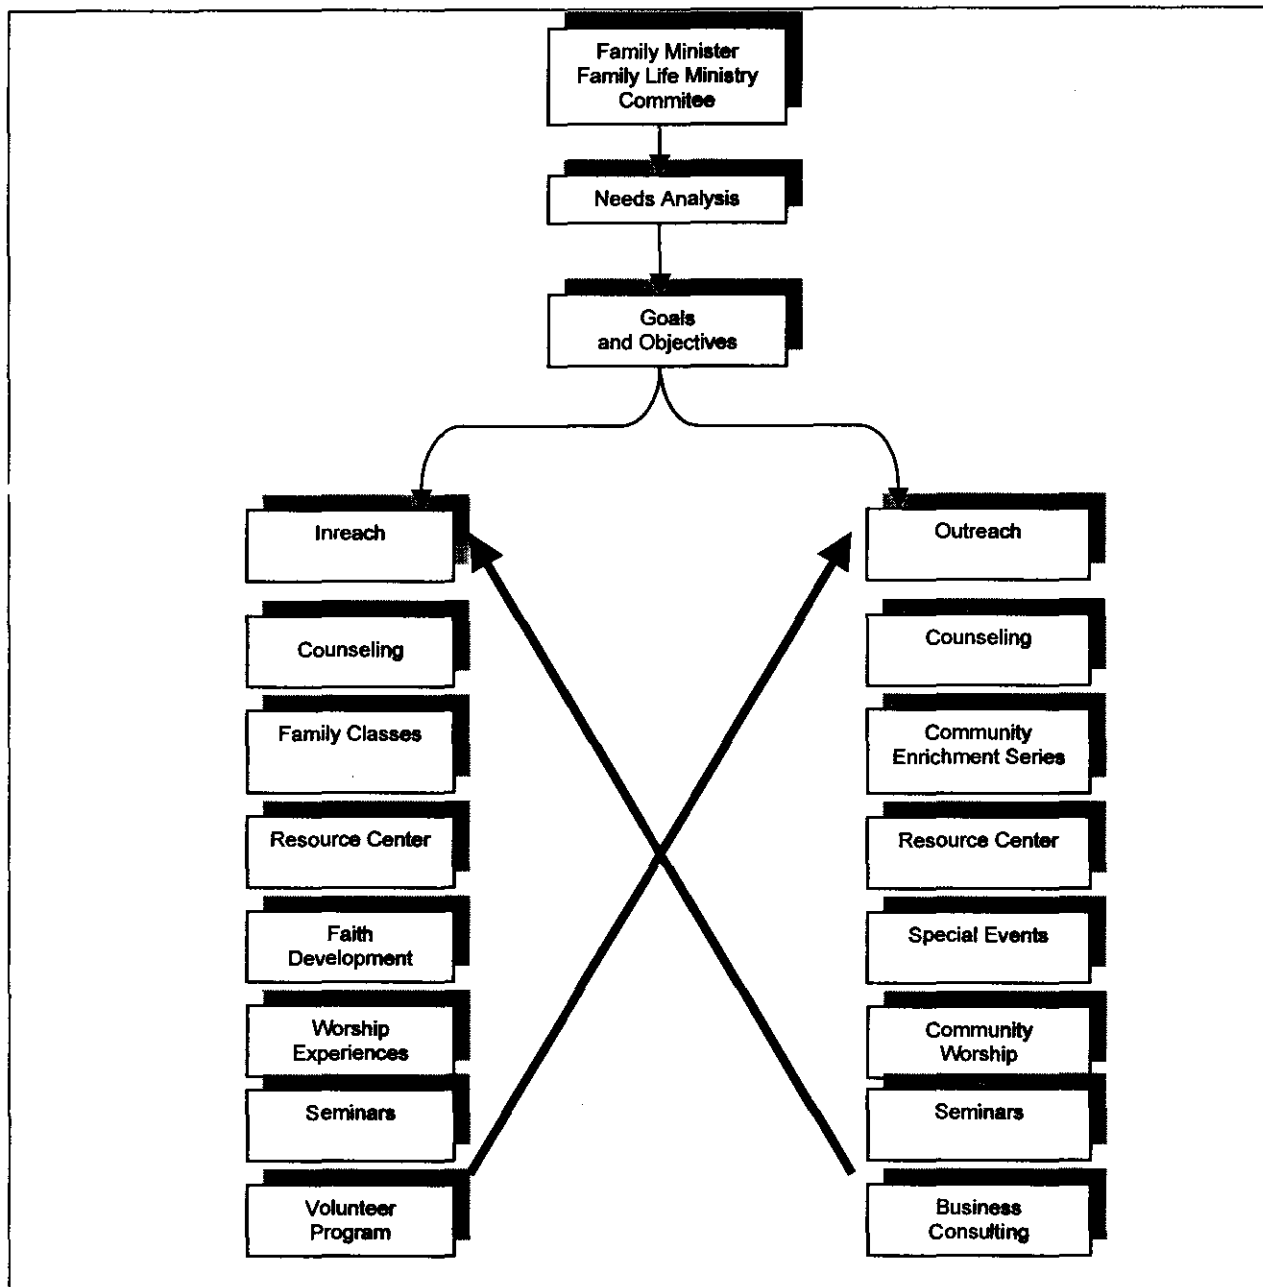 Family Minister
Family Life Ministry
Commitee
Needs Analysis
Goals
and Objectives
Inreach
Counseling
Family Classes
Resource Center
Faith
Development
Worship
Experiences
Seminars
Volunteer
Program
Outreach
Counseling
Community
Enrichment Series
Resource Center
Special Events
Community
Worship
Seminars
Business
Consulting